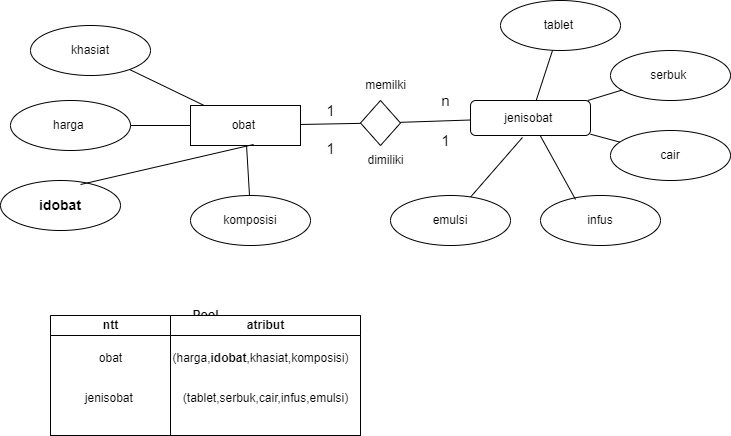 tablet
khasiat
serbuk
memilki
1
n
harga
obat
jenisobat
1
1
dimiliki
cair
idobat
komposisi
emulsi
infus
ntt
atribut
obat
(harga,idobat,khasiat,komposisi)
jenisobat
(tablet,serbuk,cair,infus,emulsi)